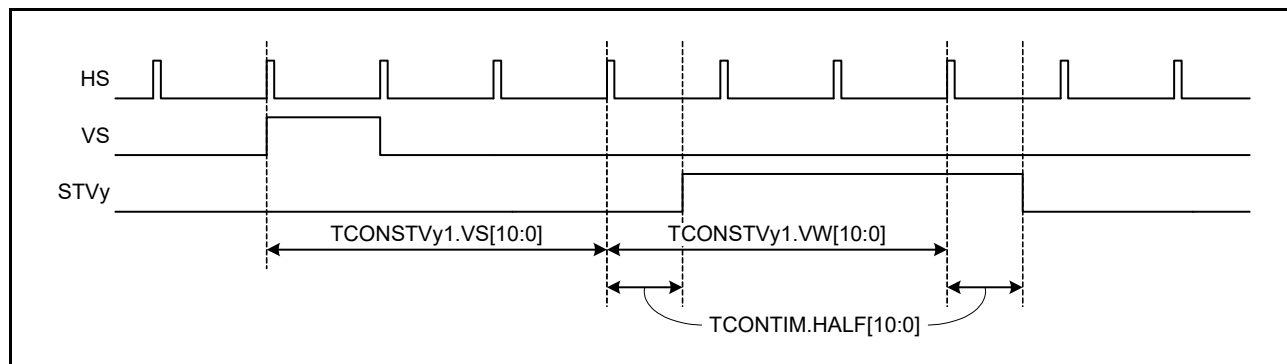 HS
VS
STVy
TCONSTVy1.VS[10:0] TCONSTVy1.VW[10:0]
TCONTIM.HALF[10:0]